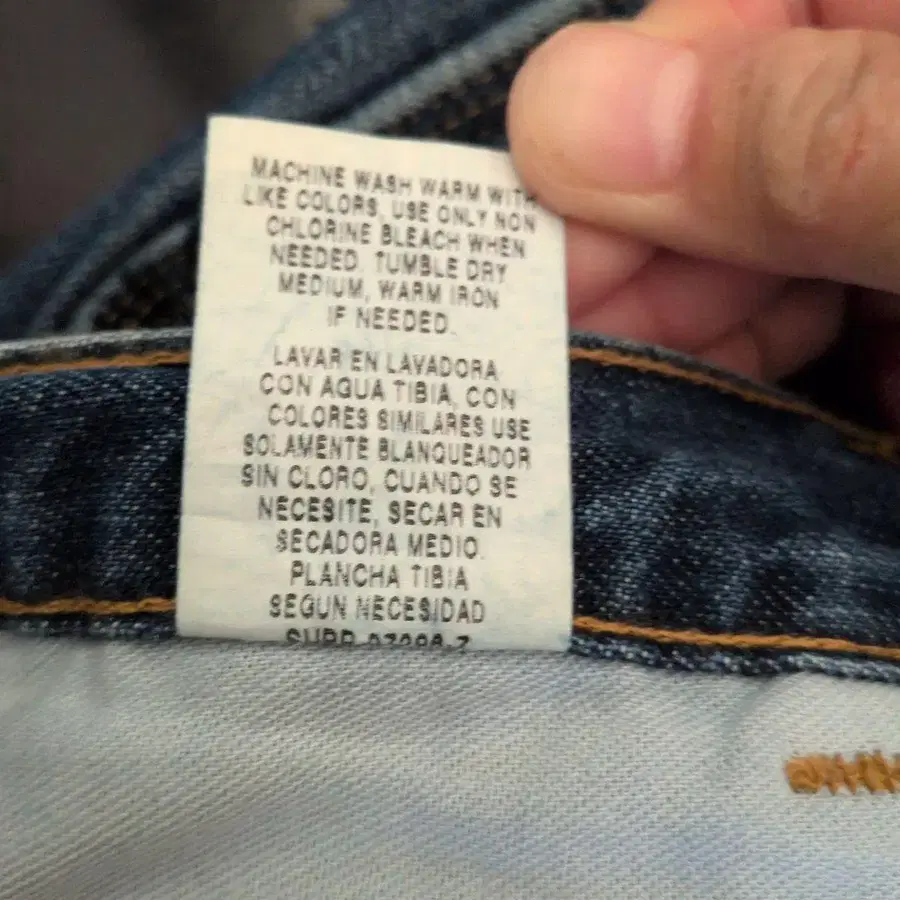 MACHINE WASH WARM WITH
LIKE COLORS, USE ONLY NON
CHLORINE BLEACH WHEN
NEEDED. TUMBLE DRY
MEDIUM, WARM IRON
IF NEEDED.
LAVAR EN LAVADORA
CON AGUA TIBIA, CON
COLORES SIMILARES USE
SOLAMENTE BLANQUEADOR
SIN CLORO, CUANDO SE
NECESITE, SECAR EN
SECADORA MEDIO.
PLANCHA TIBIA
SEGUN NECESIDAD